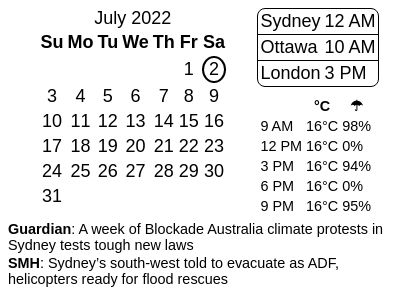 July 2022
Su Mo Tu We Th Fr Sa
1 2
3 4 5 6 7 8 9
10 11 12 13 14 15 16
17 18 19 20 21 22 23
24 25 26 27 28 29 30
31
Sydney 12 AM
Ottawa 10 AM
London 3 PM
°C ☂
9 AM 16°C 98%
12 PM 16°C 0%
3 PM 16°C 94%
6 PM 16°C 0%
9 PM 16°C 95%
Guardian: A week of Blockade Australia climate protests in
Sydney tests tough new laws
SMH: Sydney's south-west told to evacuate as ADF,
helicopters ready for flood rescues